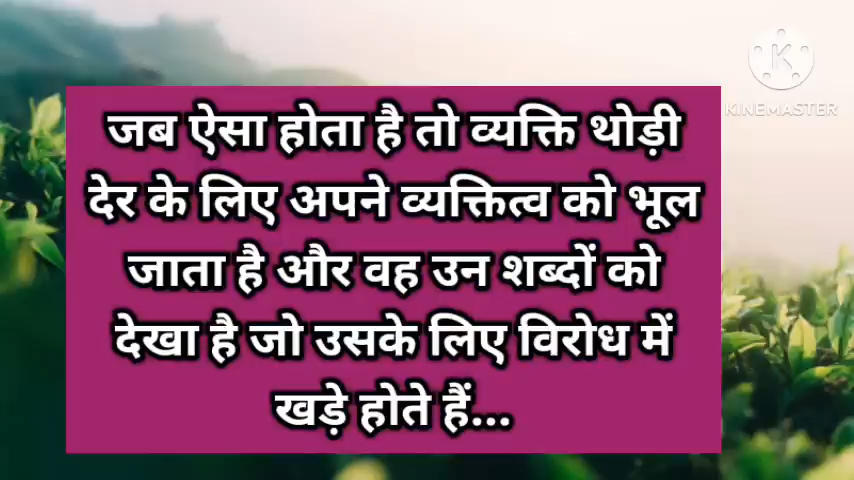 KINEMASTER
जब ऐसा होता है तो व्यक्ति थोड़ी
देर के लिए अपने व्यक्तित्व को भूल
जाता है और वह उन शब्दों को
देखा है जो उसके लिए विरोध में
खड़े होते हैं...